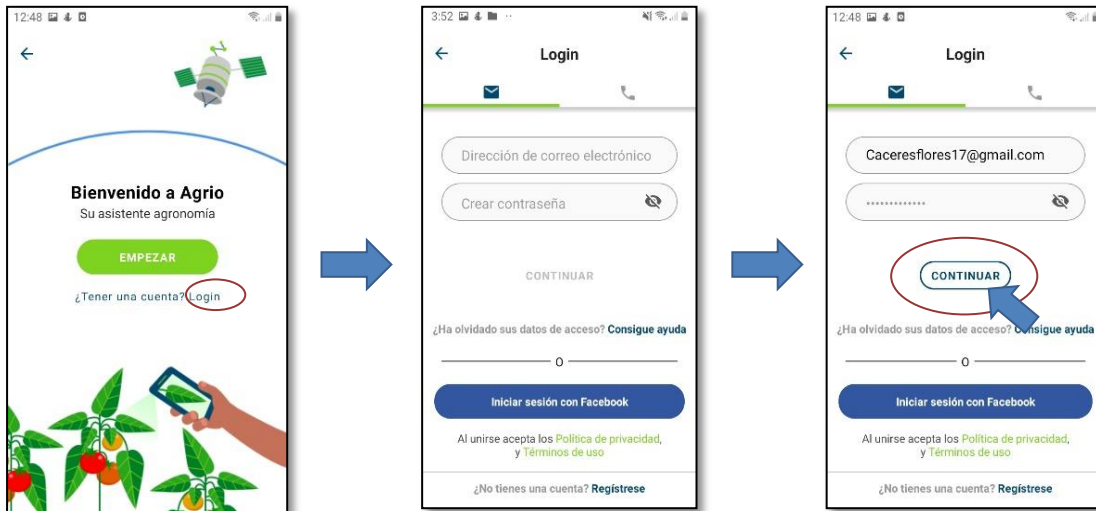 12:48
Bienvenido a Agrio
Su asistente agronomía
EMPEZAR
¿Tener una cuenta? Login
3:52
Login
Dirección de correo electrónico
Crear contraseña
CONTINUAR
¿Ha olvidado sus datos de acceso? Consigue ayuda
O
Iniciar sesión con Facebook
Al unirse acepta los Política de privacidad,
y Términos de uso
¿No tienes una cuenta? Regístrese
12:48
Login
Caceresflores17@gmail.com
CONTINUAR
¿Ha olvidado sus datos de acceso? Consigue ayuda
O
Iniciar sesión con Facebook
Al unirse acepta los Política de privacidad,
y Términos de uso
¿No tienes una cuenta? Regístrese